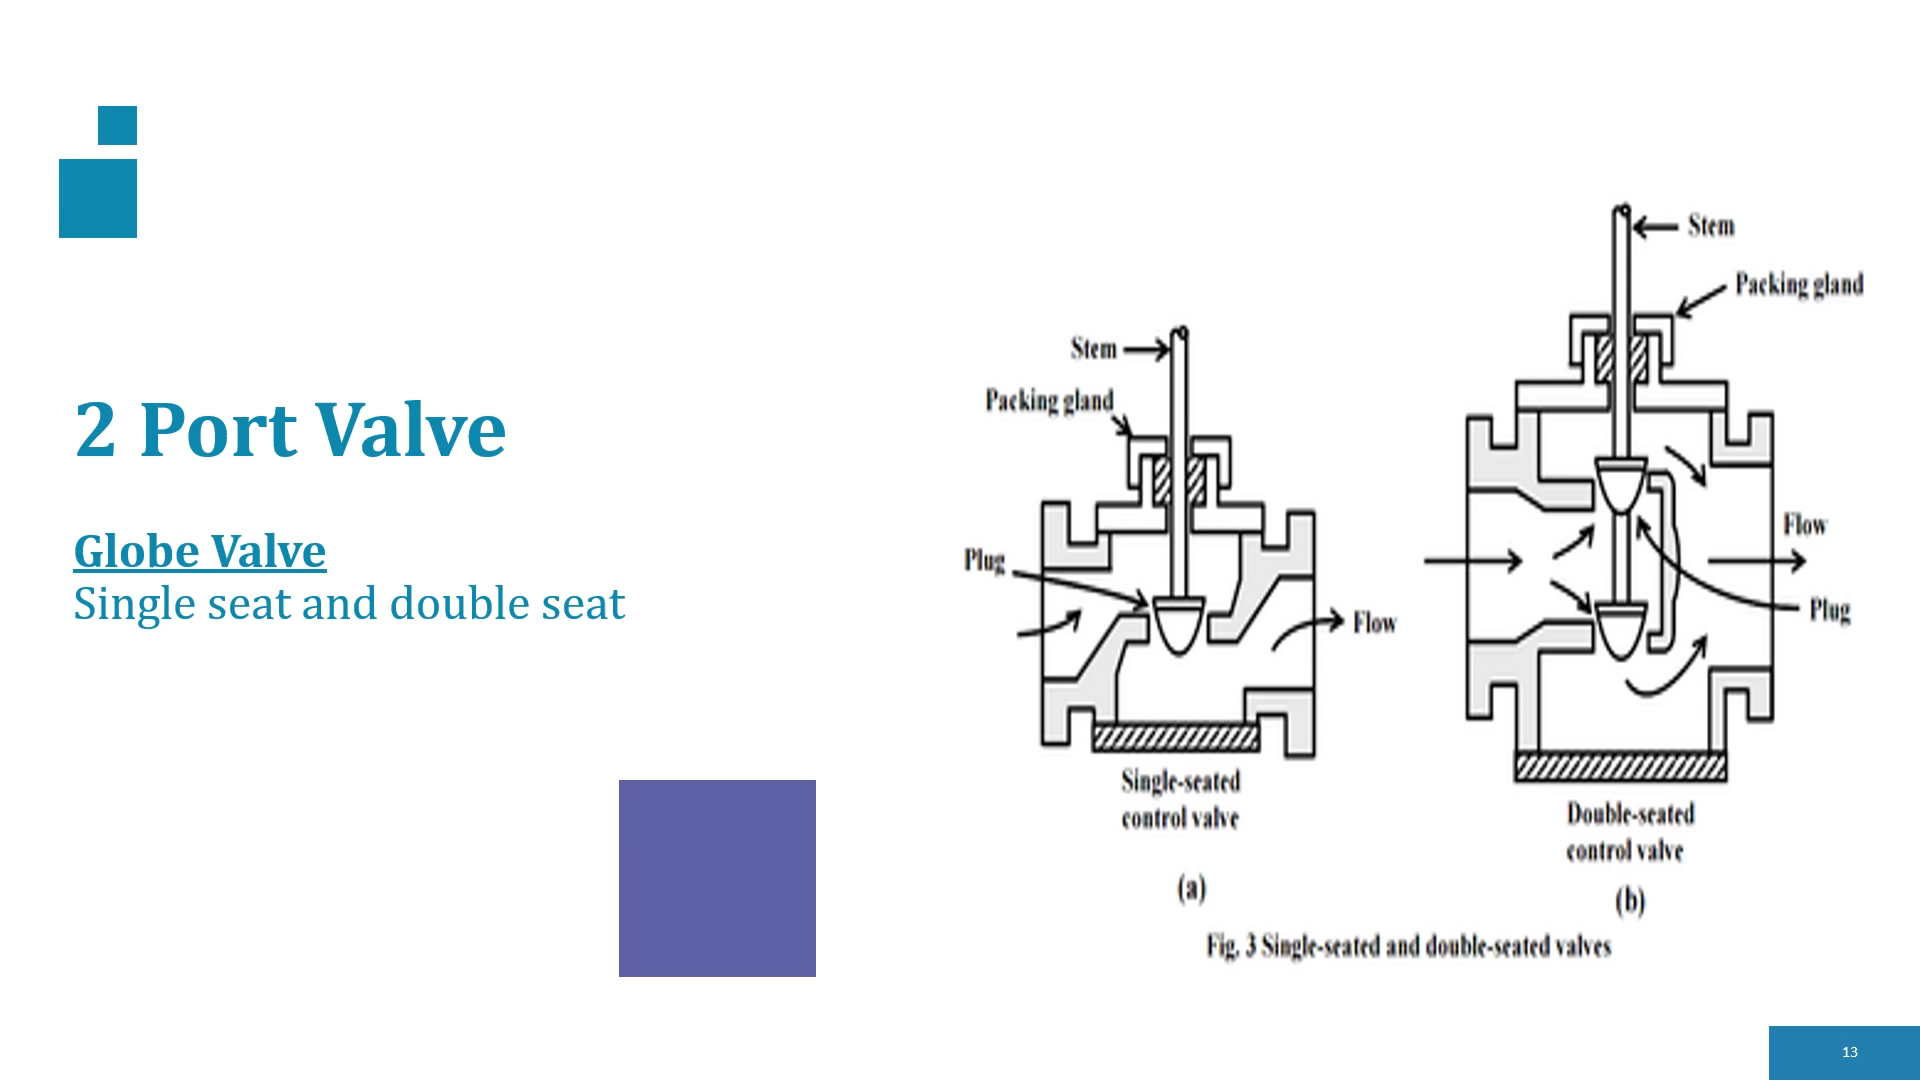 2 Port Valve
Globe Valve
Single seat and double seat
Stem
Packing gland
Plug
Flow
Single-seated
control valve
(a)
Stem
Packing gland
Flow
Plug
Double-seated
control valve
(b)
Fig. 3 Single-seated and double-seated valves
13